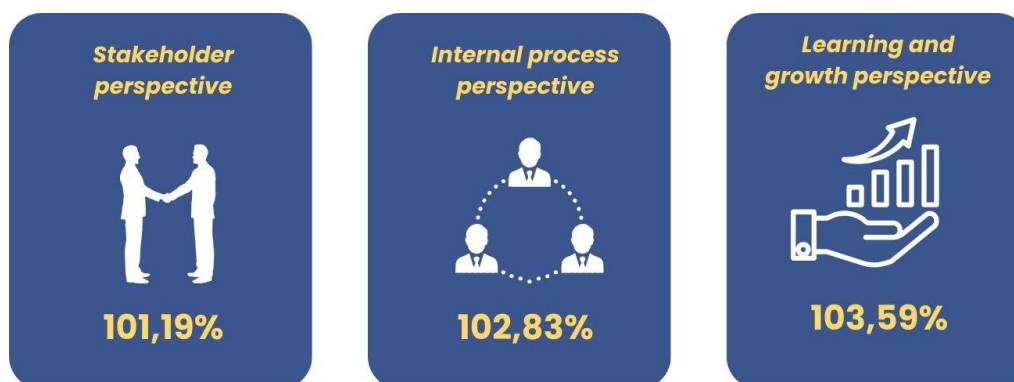 Stakeholder
perspective
101,19%
Internal process
perspective
102,83%
Learning and
growth perspective
103,59%